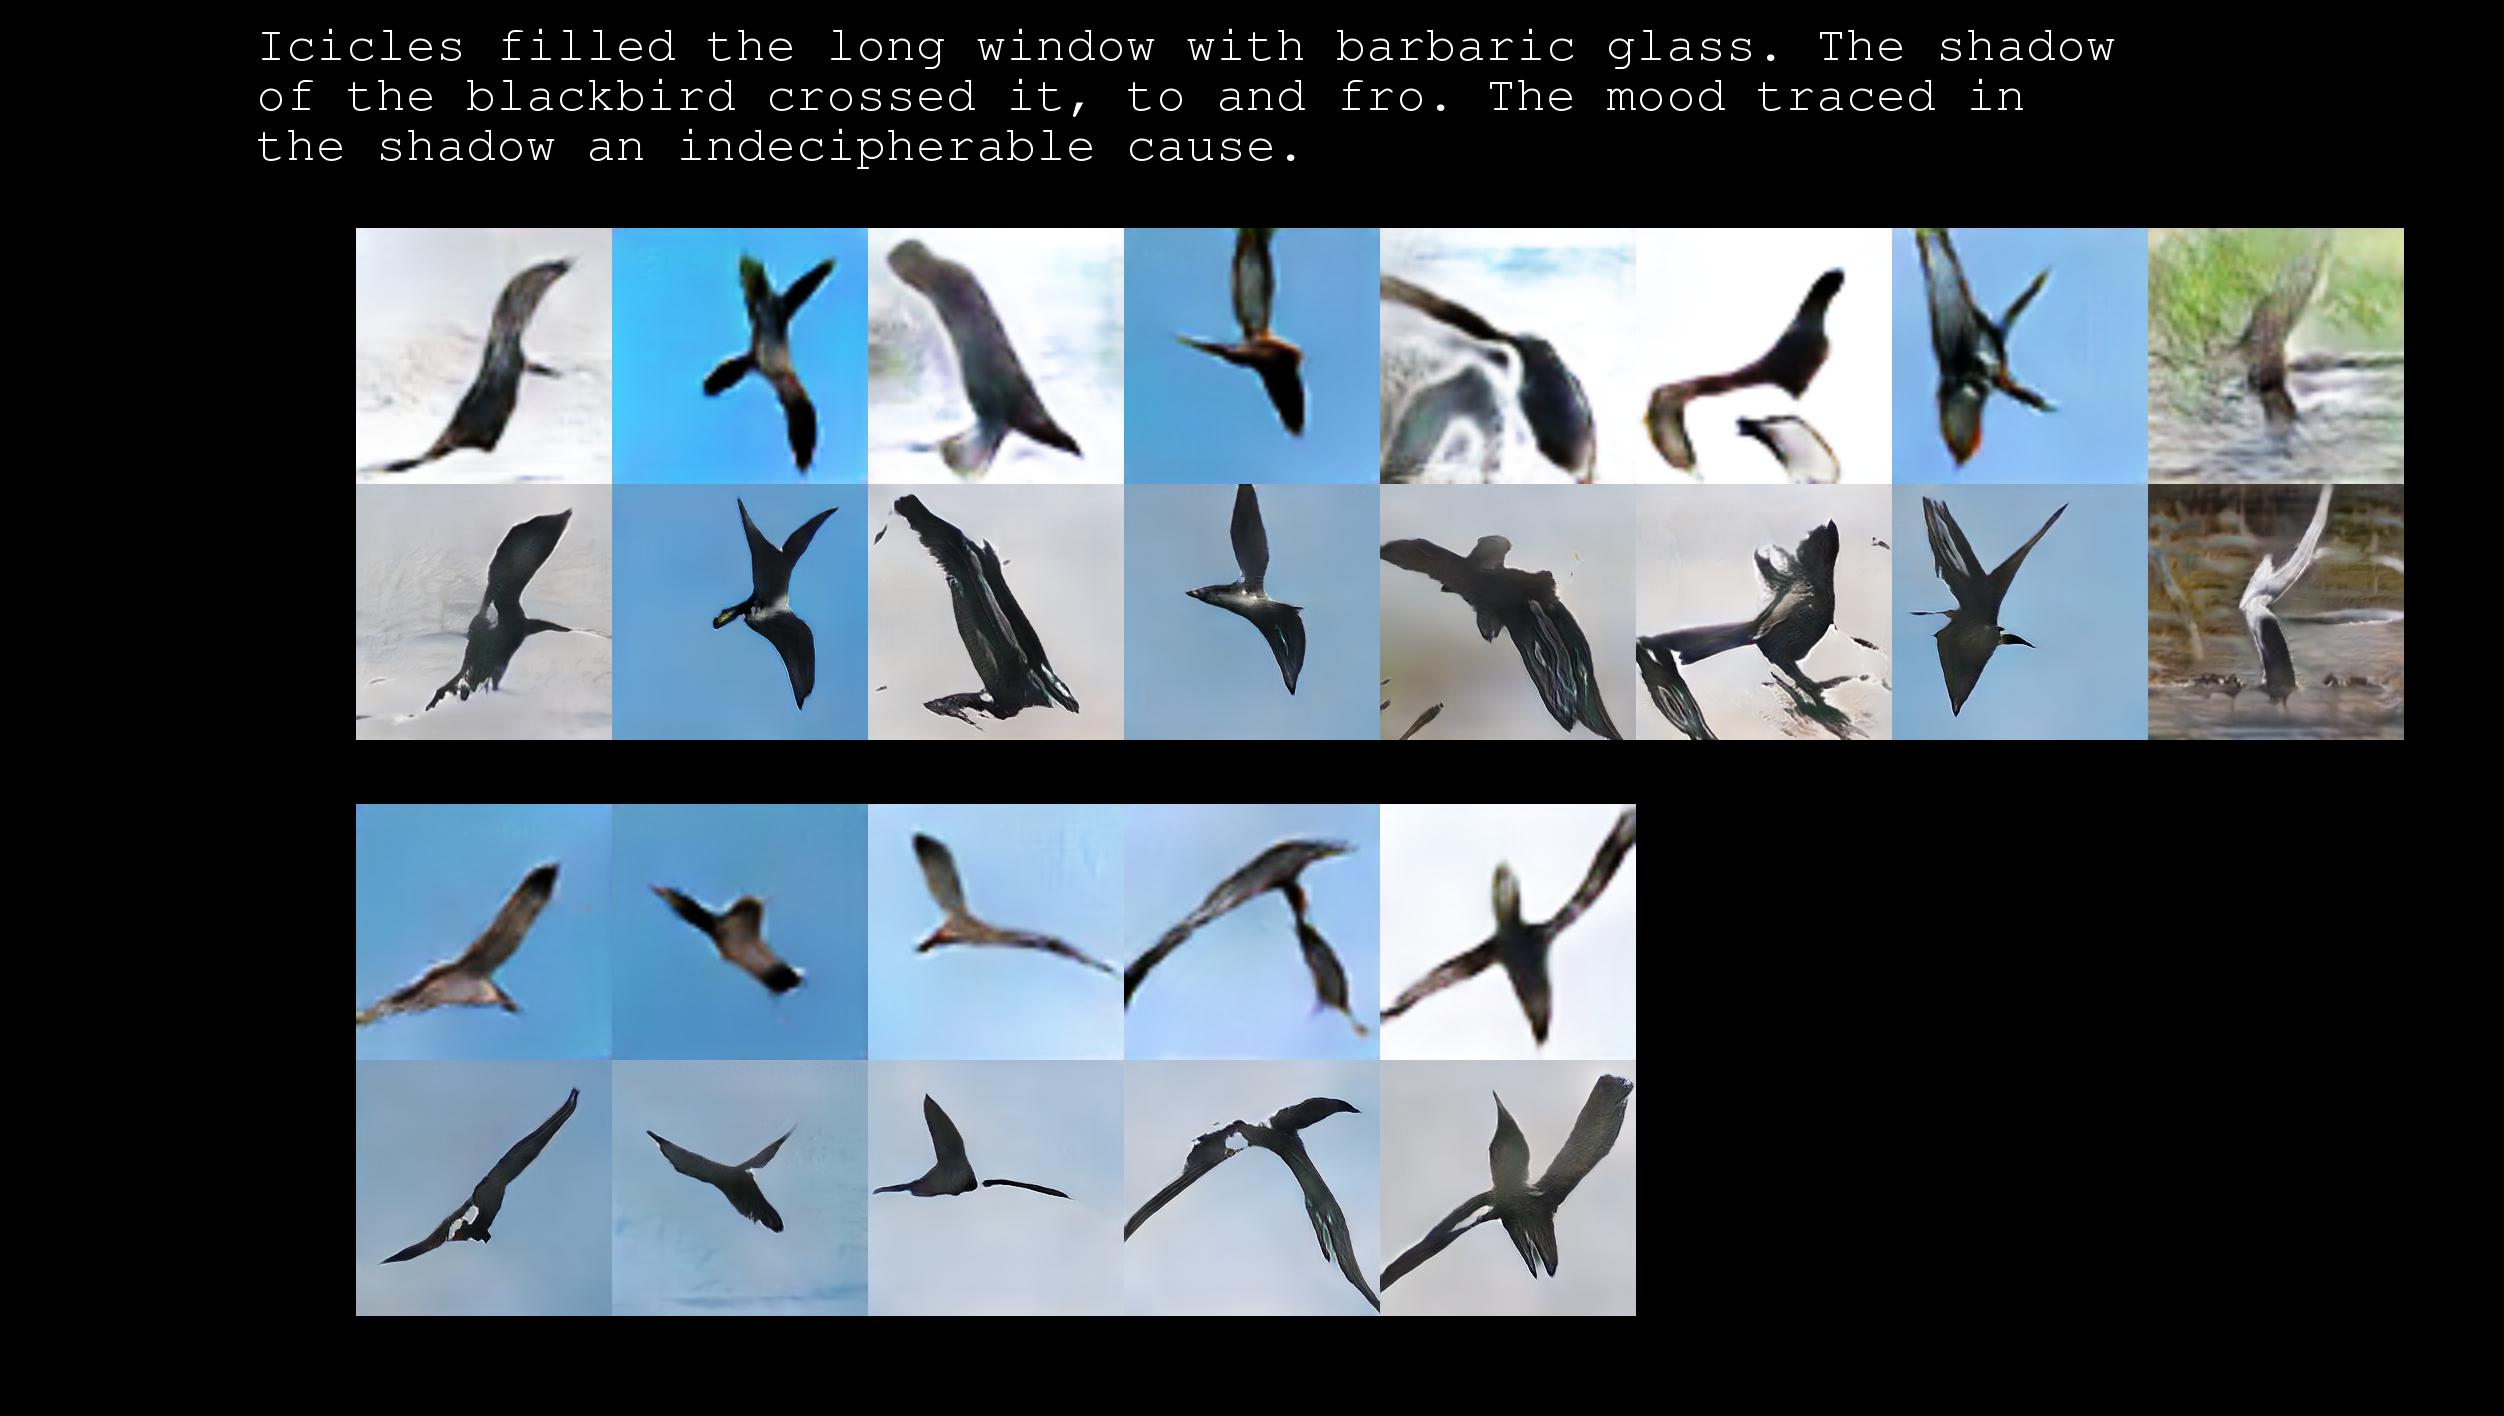 Icicles filled the long window with barbaric glass. The shadow
of the blackbird crossed it, to and fro. The mood traced in
the shadow an indecipherable cause.